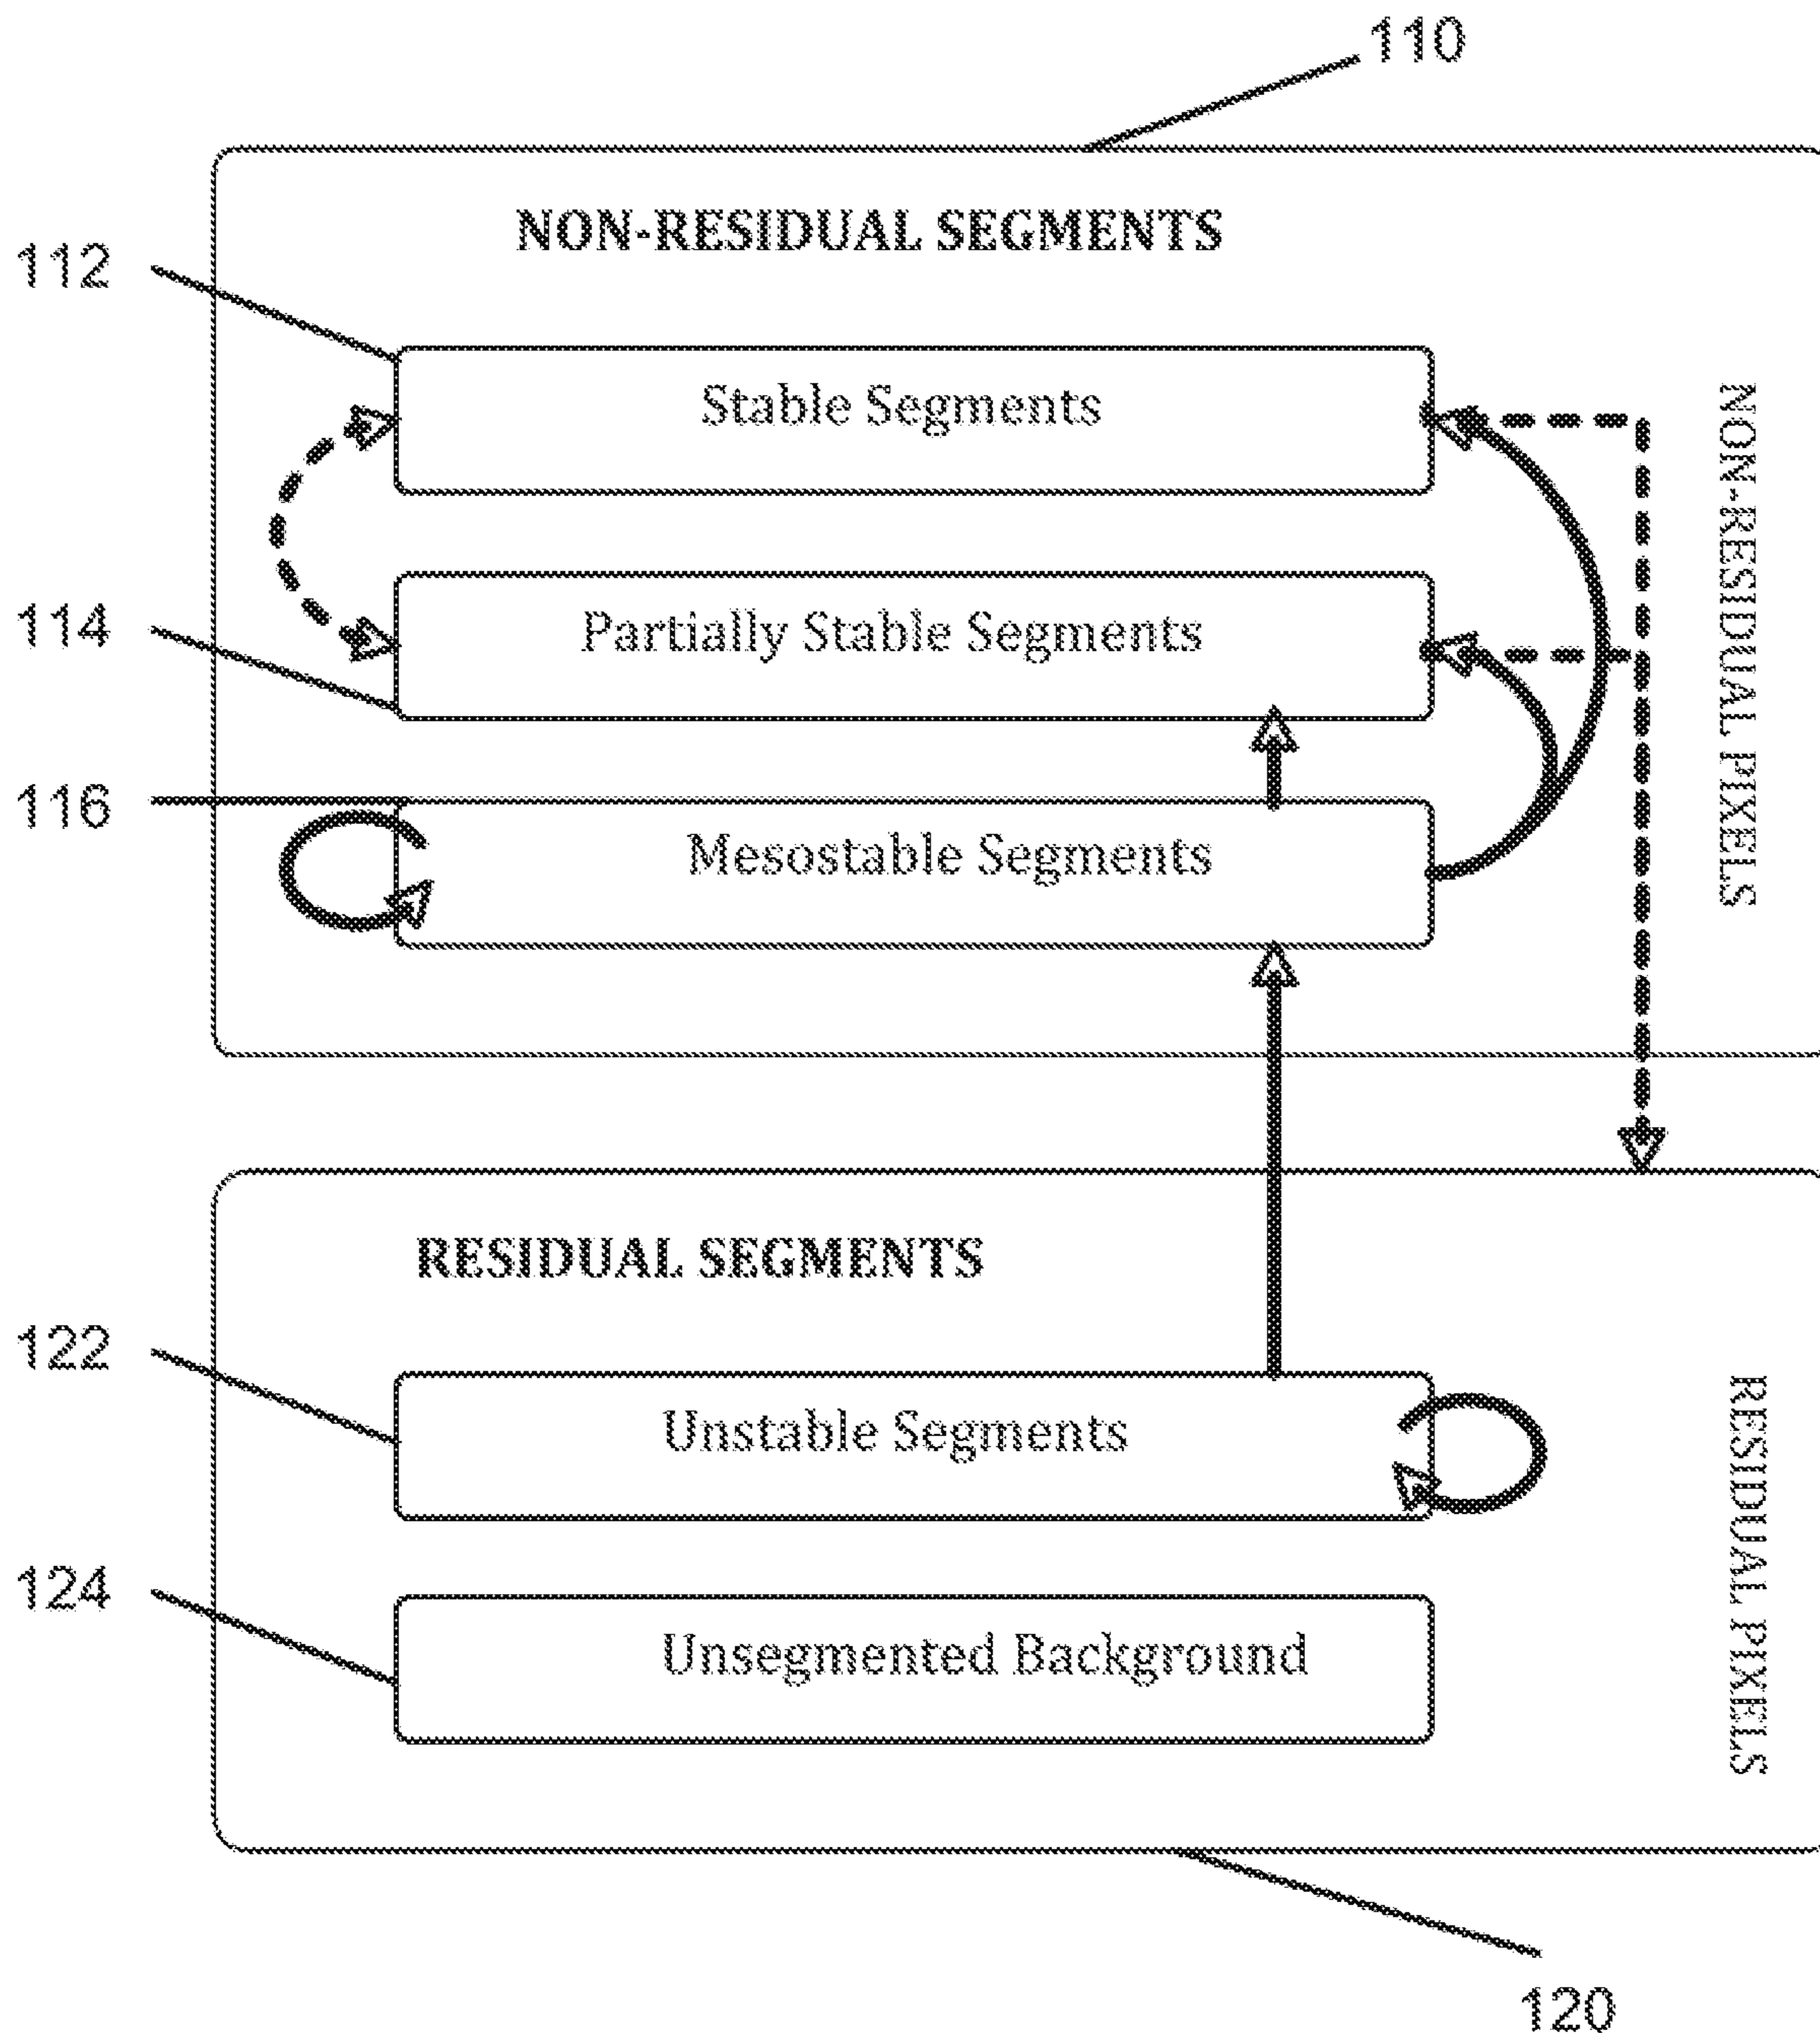 110
NON-RESIDUAL SEGMENTS
112
Stable Segments
NON-RESIDUAL PIXELS
114
Partially Stable Segments
116
Mesostable Segments
RESIDUAL SEGMENTS
122
Unstable Segments
RESIDUAL PIXELS
124
Unsegmented Background
120